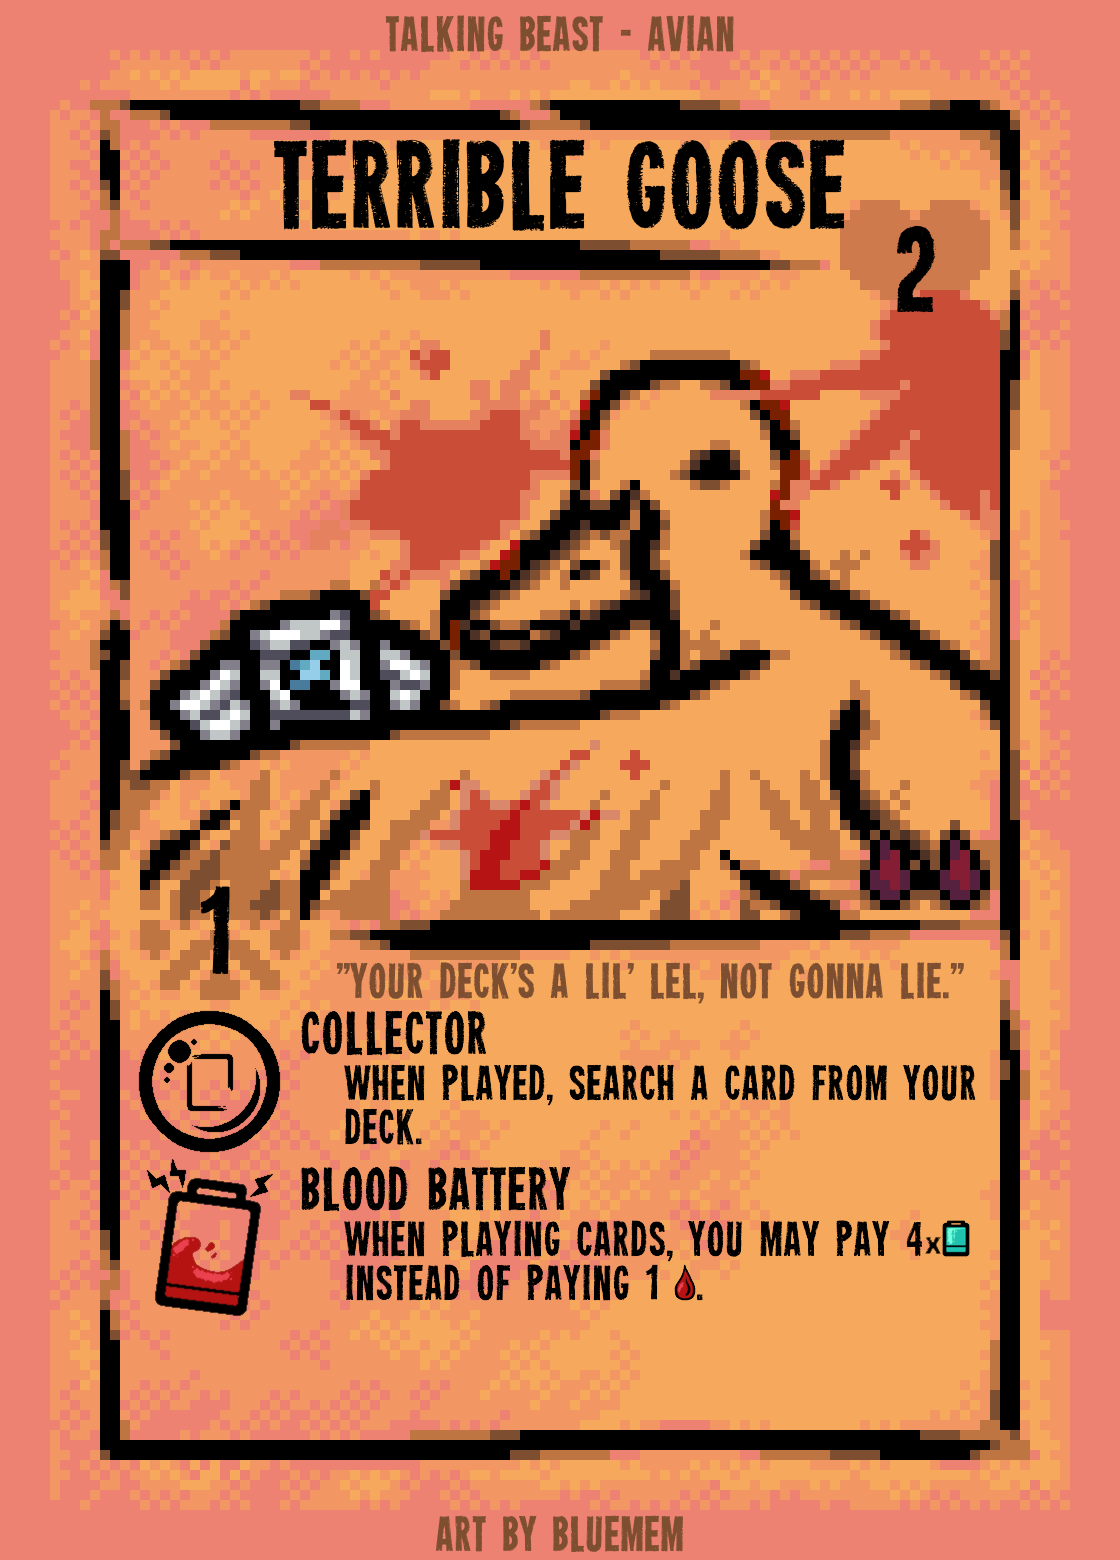 TALKING BEAST - AVIAN
TERRIBLE GOOSE
2
1
"YOUR DECK'S A LIL' LEL, NOT GONNA LIE."
COLLECTOR
WHEN PLAYED, SEARCH A CARD FROM YOUR
DECK.
BLOOD BATTERY
WHEN PLAYING CARDS, YOU MAY PAY 4x
INSTEAD OF PAYING 1 .
ART BY BLUEMEM